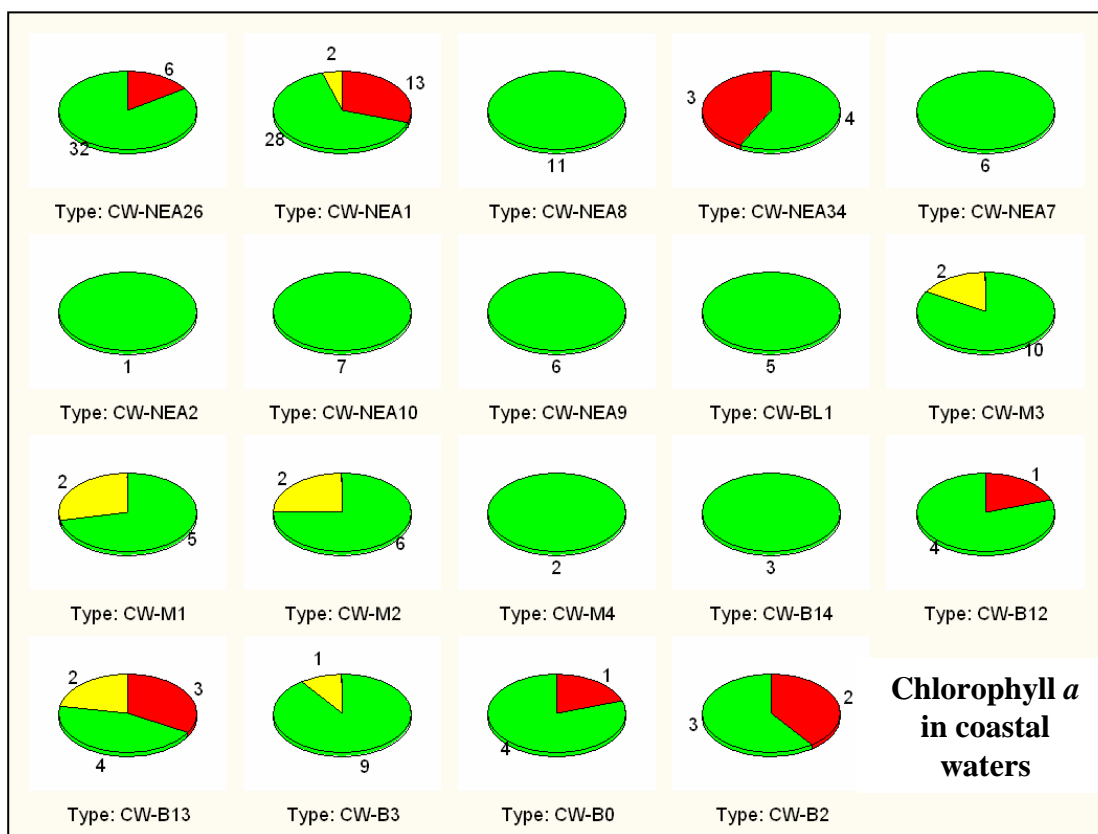 6
32
Type: CW-NEA26
2
13
28
Type: CW-NEA1
11
Type: CW-NEA8
3
4
Type: CW-NEA34
6
Type: CW-NEA7
1
Type: CW-NEA2
7
Type: CW-NEA10
6
Type: CW-NEA9
5
Type: CW-BL1
2
10
Type: CW-M3
2
5
Type: CW-M1
2
6
Type: CW-M2
2
Type: CW-M4
3
Type: CW-B14
1
4
Type: CW-B12
2
3
4
Type: CW-B13
1
9
Type: CW-B3
1
4
Type: CW-B0
2
3
Type: CW-B2
Chlorophyll a
in coastal
waters